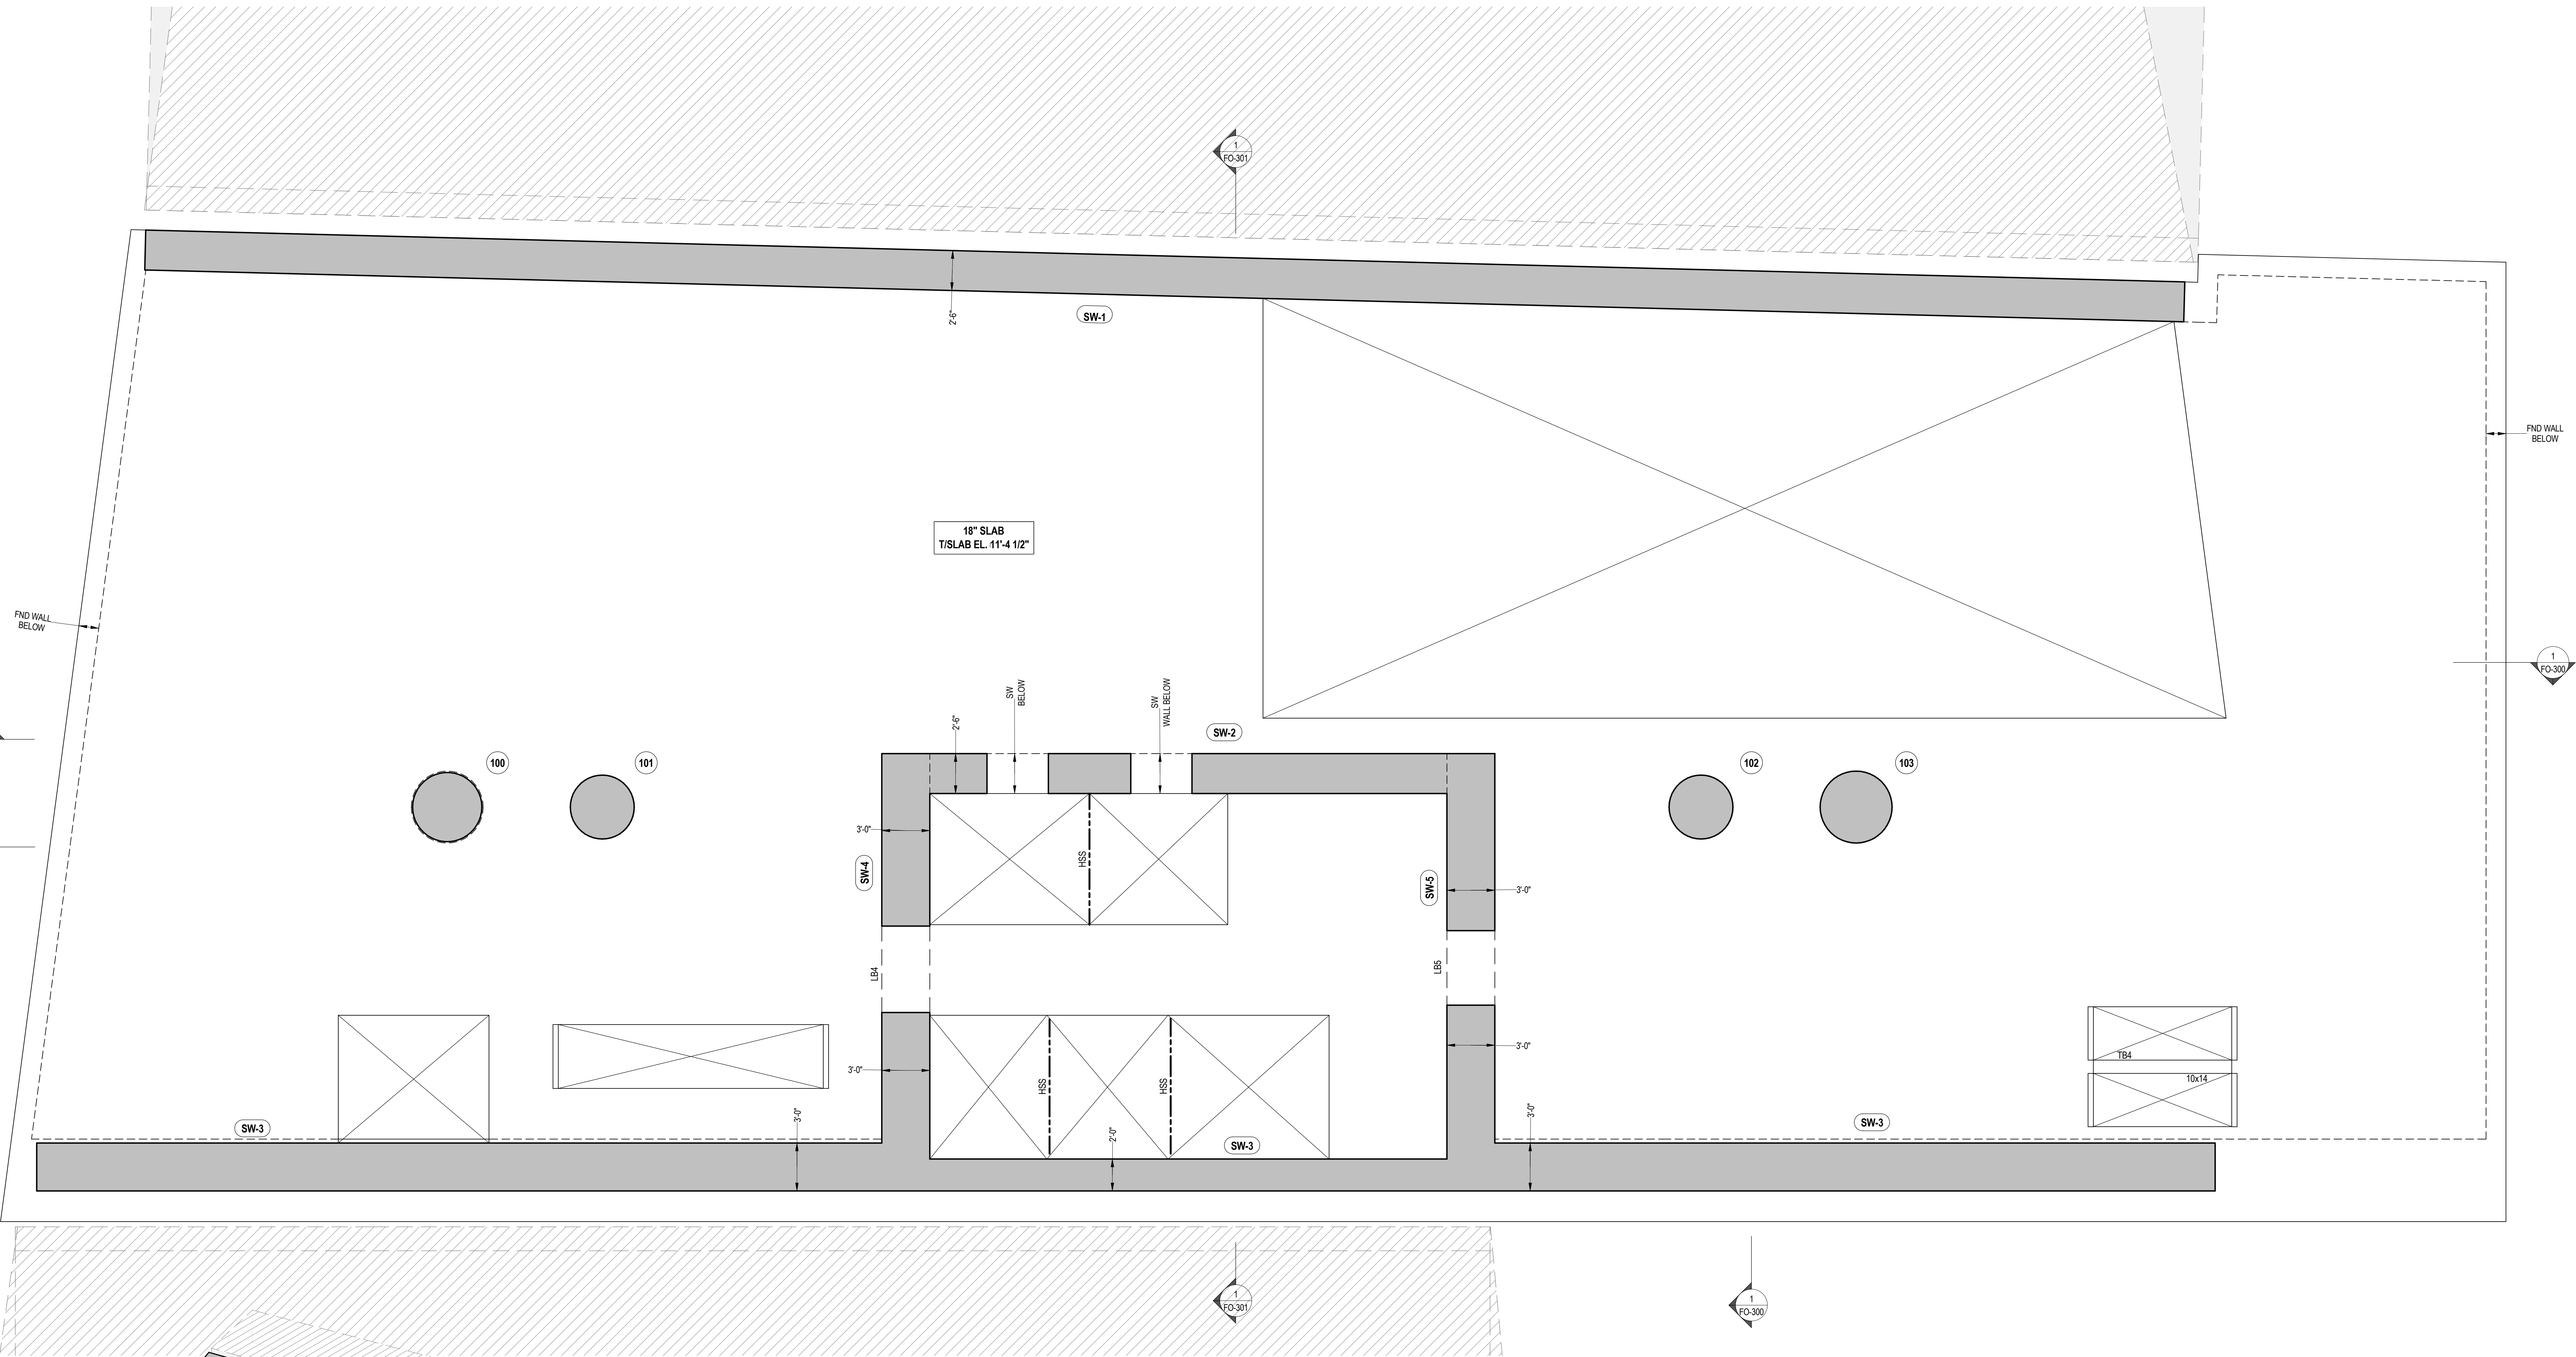 1
FO-301
2'-6"
SW-1
FND WALL
BELOW
18" SLAB
T/SLAB EL. 11'-4 1/2"
FND WALL
BELOW
1
FO-300
SW
BELOW
SW
WALL BELOW
2'-6"
SW-2
100
101
102
103
3'-0"
HSS
SW-4
SW-5
3'-0"
LB4
LB5
3'-0"
3'-0"
HSS
HSS
TB4
10x14
SW-3
3'-0"
2'-0"
SW-3
3'-0"
SW-3
1
FO-301
1
FO-300